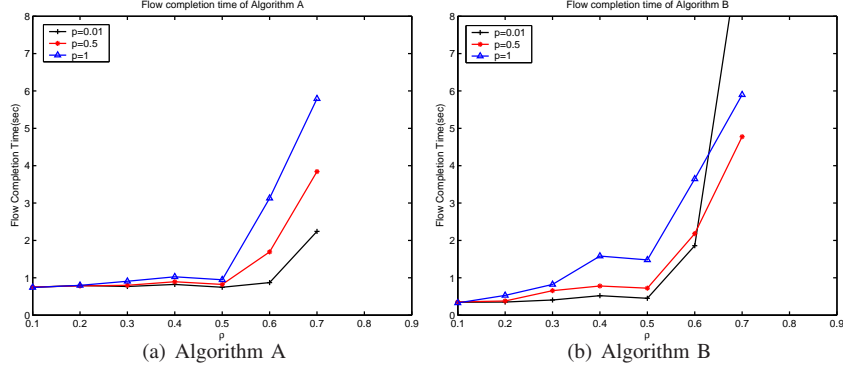 Flow completion time of Algorithm A
8
7
6
5
4
3
2
1
0
Flow Completion Time(sec)
p=0.01
p=0.5
p=1
0.1 0.2 0.3 0.4 0.5 0.6 0.7 0.8 0.9
ρ
(a) Algorithm A
Flow completion time of Algorithm B
8
7
6
5
4
3
2
1
0
Flow Completion Time(sec)
p=0.01
p=0.5
p=1
0.1 0.2 0.3 0.4 0.5 0.6 0.7 0.8 0.9
ρ
(b) Algorithm B